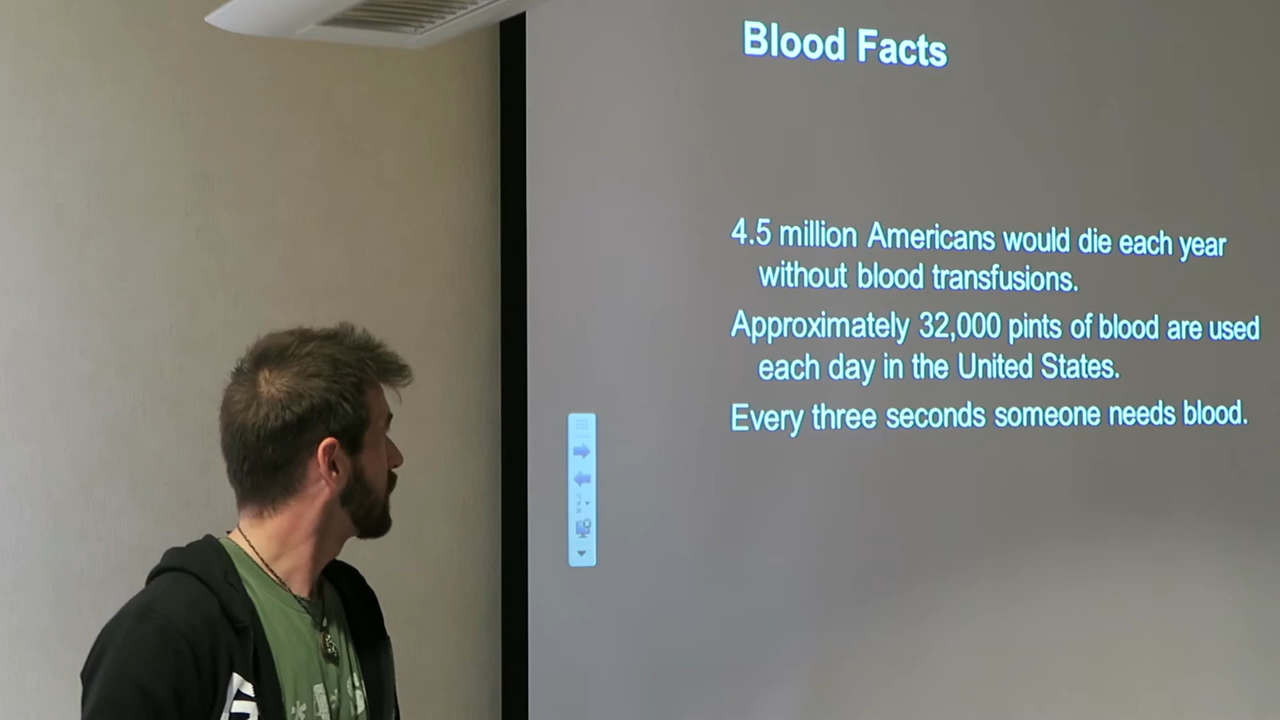 Blood Facts
4.5 million Americans would die each year
without blood transfusions.
Approximately 32,000 pints of blood are used
each day in the United States.
Every three seconds someone needs blood.